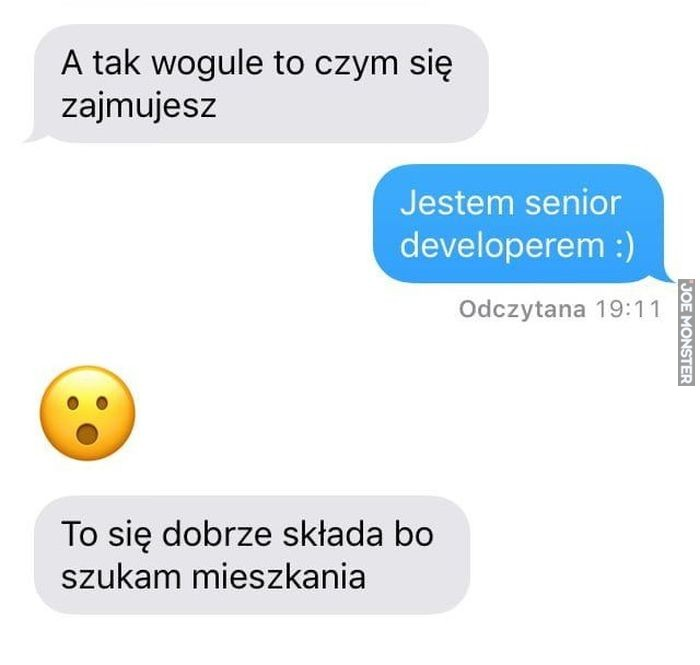 A tak wogule to czym się
zajmujesz
Jestem senior
developerem :)
Odczytana 19:11
JOE MONSTER
To się dobrze składa bo
szukam mieszkania